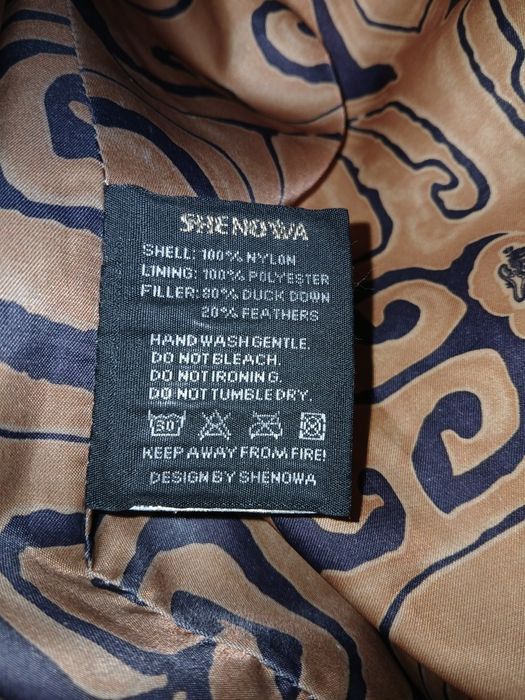 SHENOWA
SHELL: 100% NYLON
LINING: 100% POLYESTER
FILLER: 80% DUCK DOWN
20% FEATHERS
HAND WASH GENTLE.
DO NOT BLEACH.
DO NOT IRONING.
DO NOT TUMBLE DRY.
30
KEEP AWAY FROM FIRE!
DESIGN BY SHENOWA